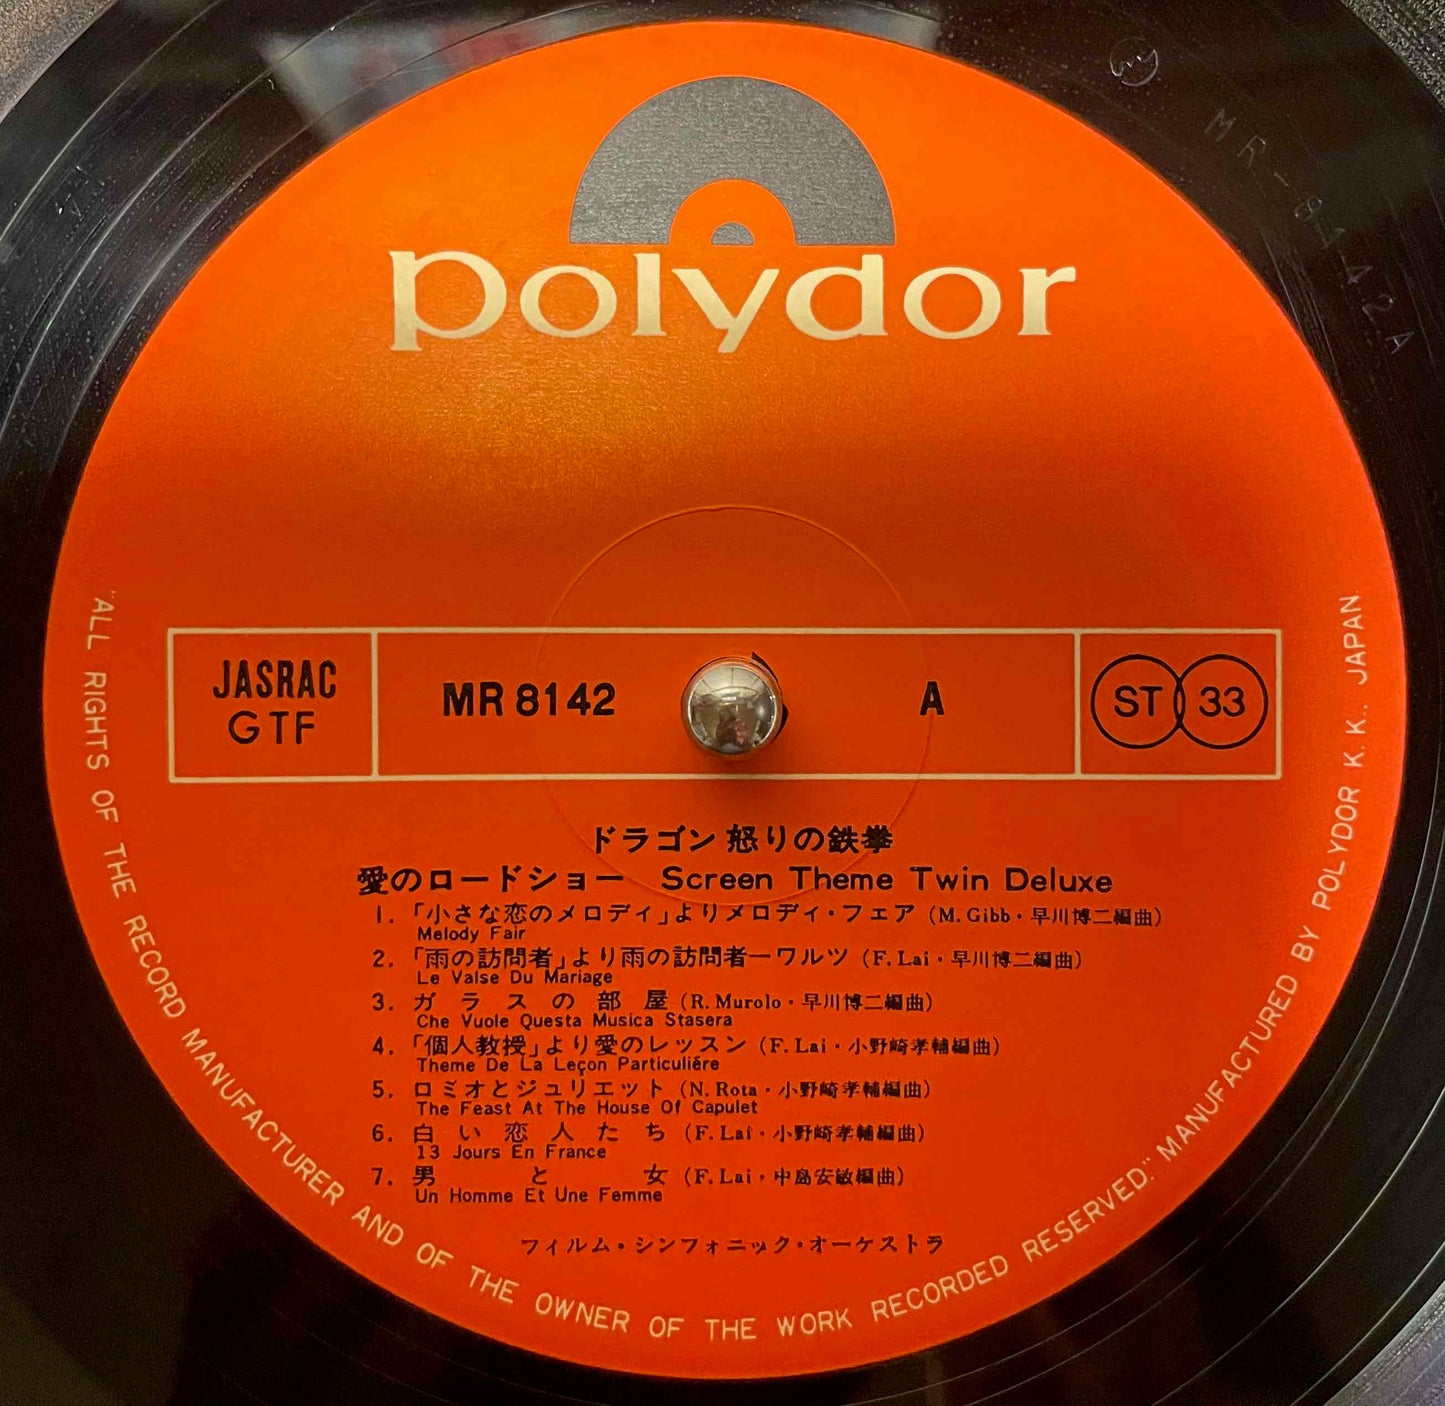 polydor
JASRAC
GTF
MR 8142
A
ST 33
ドラゴン 怒りの鉄拳
愛のロードショー Screen Theme Twin Deluxe
1. 「小さな恋のメロディ」よりメロディ・フェア (M. Gibb・早川博二編曲)
Melody Fair
2. 「雨の訪問者」より雨の訪問者ーワルツ (F. Lai・早川博二編曲)
Le Valse Du Mariage
3. ガラスの部屋 (R. Murolo・早川博二編曲)
Che Vuole Questa Musica Stasera
4. 「個人教授」より愛のレッスン (F. Lai・小野崎孝輔編曲)
Theme De La Leçon Particuliére
5. ロミオとジュリエット (N. Rota・小野崎孝輔編曲)
The Feast At The House Of Capulet
6. 白い恋人たち (F. Lai・小野崎孝輔編曲)
13 Jours En France
7. 男と女 (F. Lai・中島安敏編曲)
Un Homme Et Une Femme
フィルム・シンフォニック・オーケストラ
"ALL RIGHTS OF THE RECORD MANUFACTURER AND OF THE OWNER OF THE WORK RECORDED RESERVED." MANUFACTURED BY POLYDOR K. K., JAPAN
MR-8142A